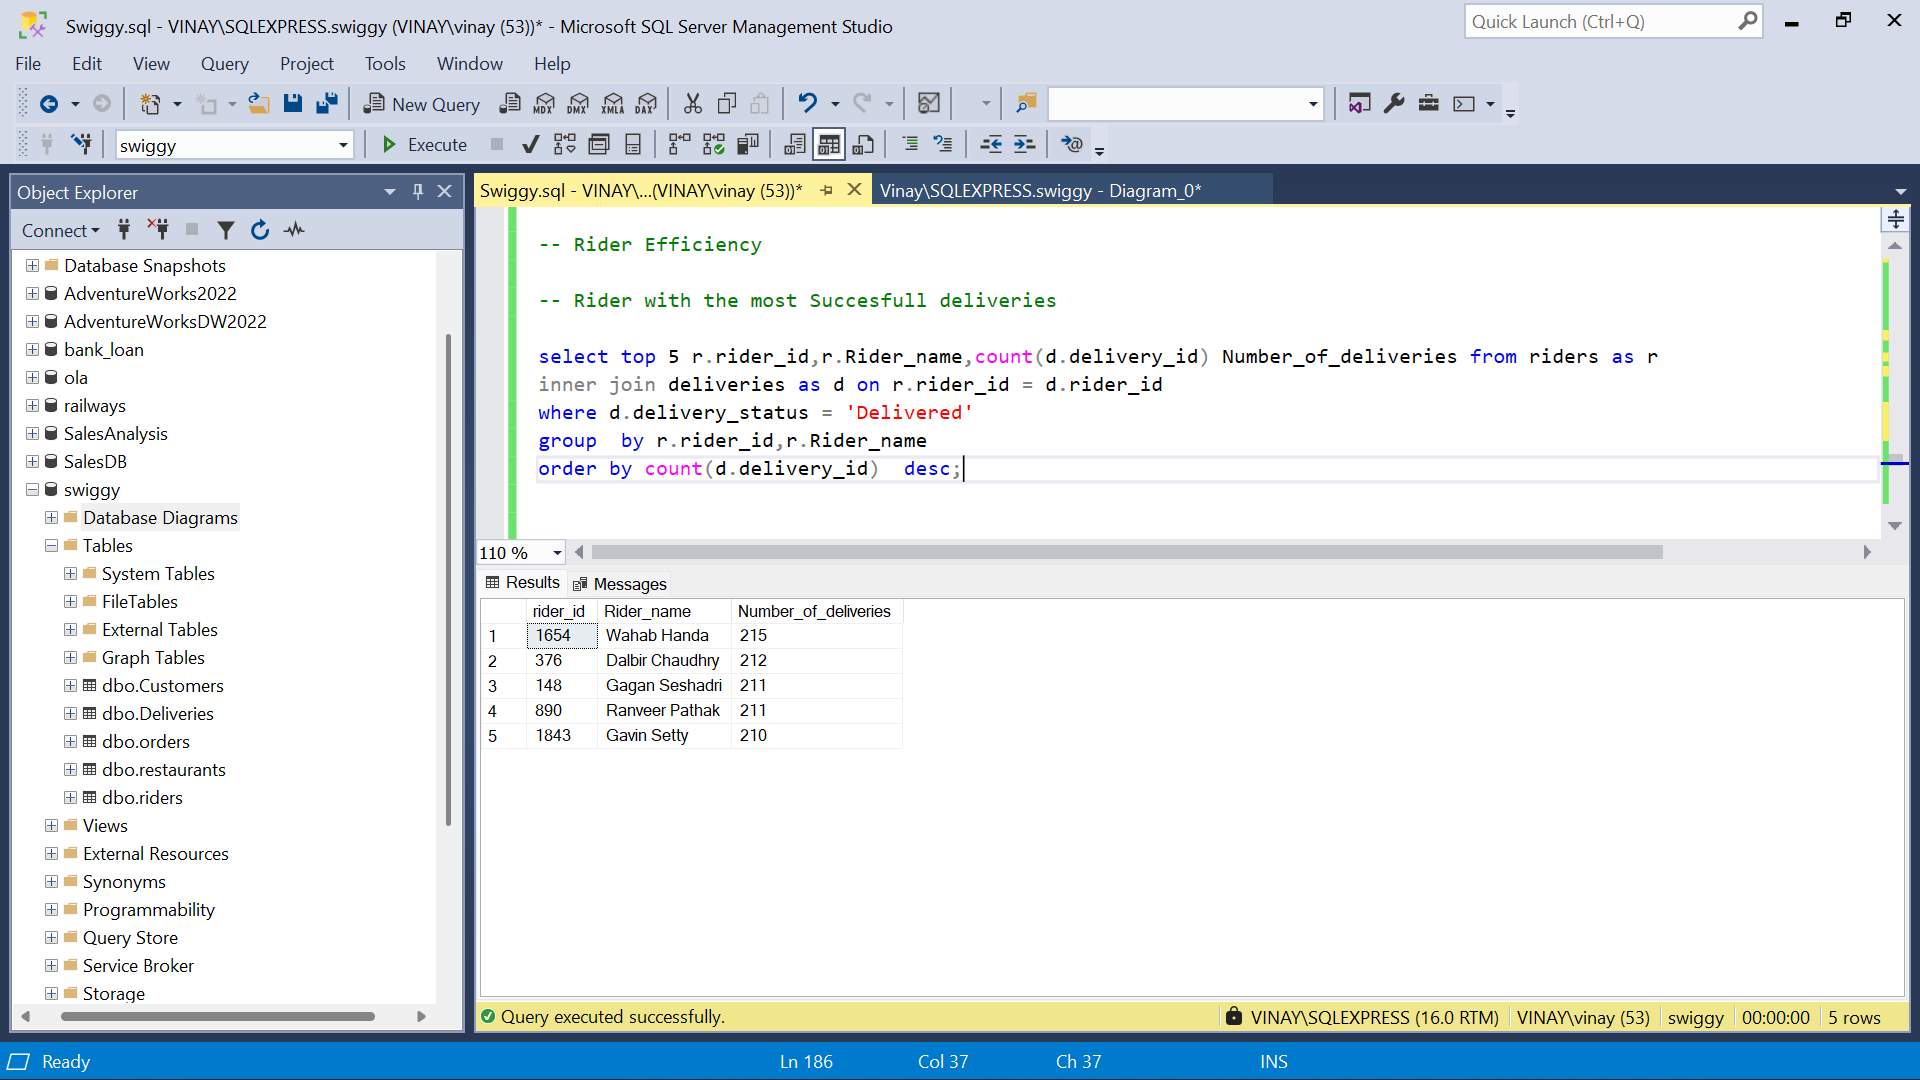 Swiggy.sql - VINAY\SQLEXPRESS.swiggy (VINAY\vinay (53))* - Microsoft SQL Server Management Studio
Quick Launch (Ctrl+Q)
File Edit View Query Project Tools Window Help
New Query MDX DMX XMLA DAX
swiggy Execute
Object Explorer
Connect
Database Snapshots
AdventureWorks2022
AdventureWorksDW2022
bank_loan
ola
railways
SalesAnalysis
SalesDB
swiggy
Database Diagrams
Tables
System Tables
FileTables
External Tables
Graph Tables
dbo.Customers
dbo.Deliveries
dbo.orders
dbo.restaurants
dbo.riders
Views
External Resources
Synonyms
Programmability
Query Store
Service Broker
Storage
Swiggy.sql - VINAY\...(VINAY\vinay (53))* Vinay\SQLEXPRESS.swiggy - Diagram_0*
-- Rider Efficiency
-- Rider with the most Succesfull deliveries
select top 5 r.rider_id,r.Rider_name,count(d.delivery_id) Number_of_deliveries from riders as r
inner join deliveries as d on r.rider_id = d.rider_id
where d.delivery_status = 'Delivered'
group  by r.rider_id,r.Rider_name
order by count(d.delivery_id)  desc;
110 %
Results Messages
rider_id Rider_name Number_of_deliveries
1 1654 Wahab Handa 215
2 376 Dalbir Chaudhry 212
3 148 Gagan Seshadri 211
4 890 Ranveer Pathak 211
5 1843 Gavin Setty 210
Query executed successfully. VINAY\SQLEXPRESS (16.0 RTM) VINAY\vinay (53) swiggy 00:00:00 5 rows
Ready Ln 186 Col 37 Ch 37 INS